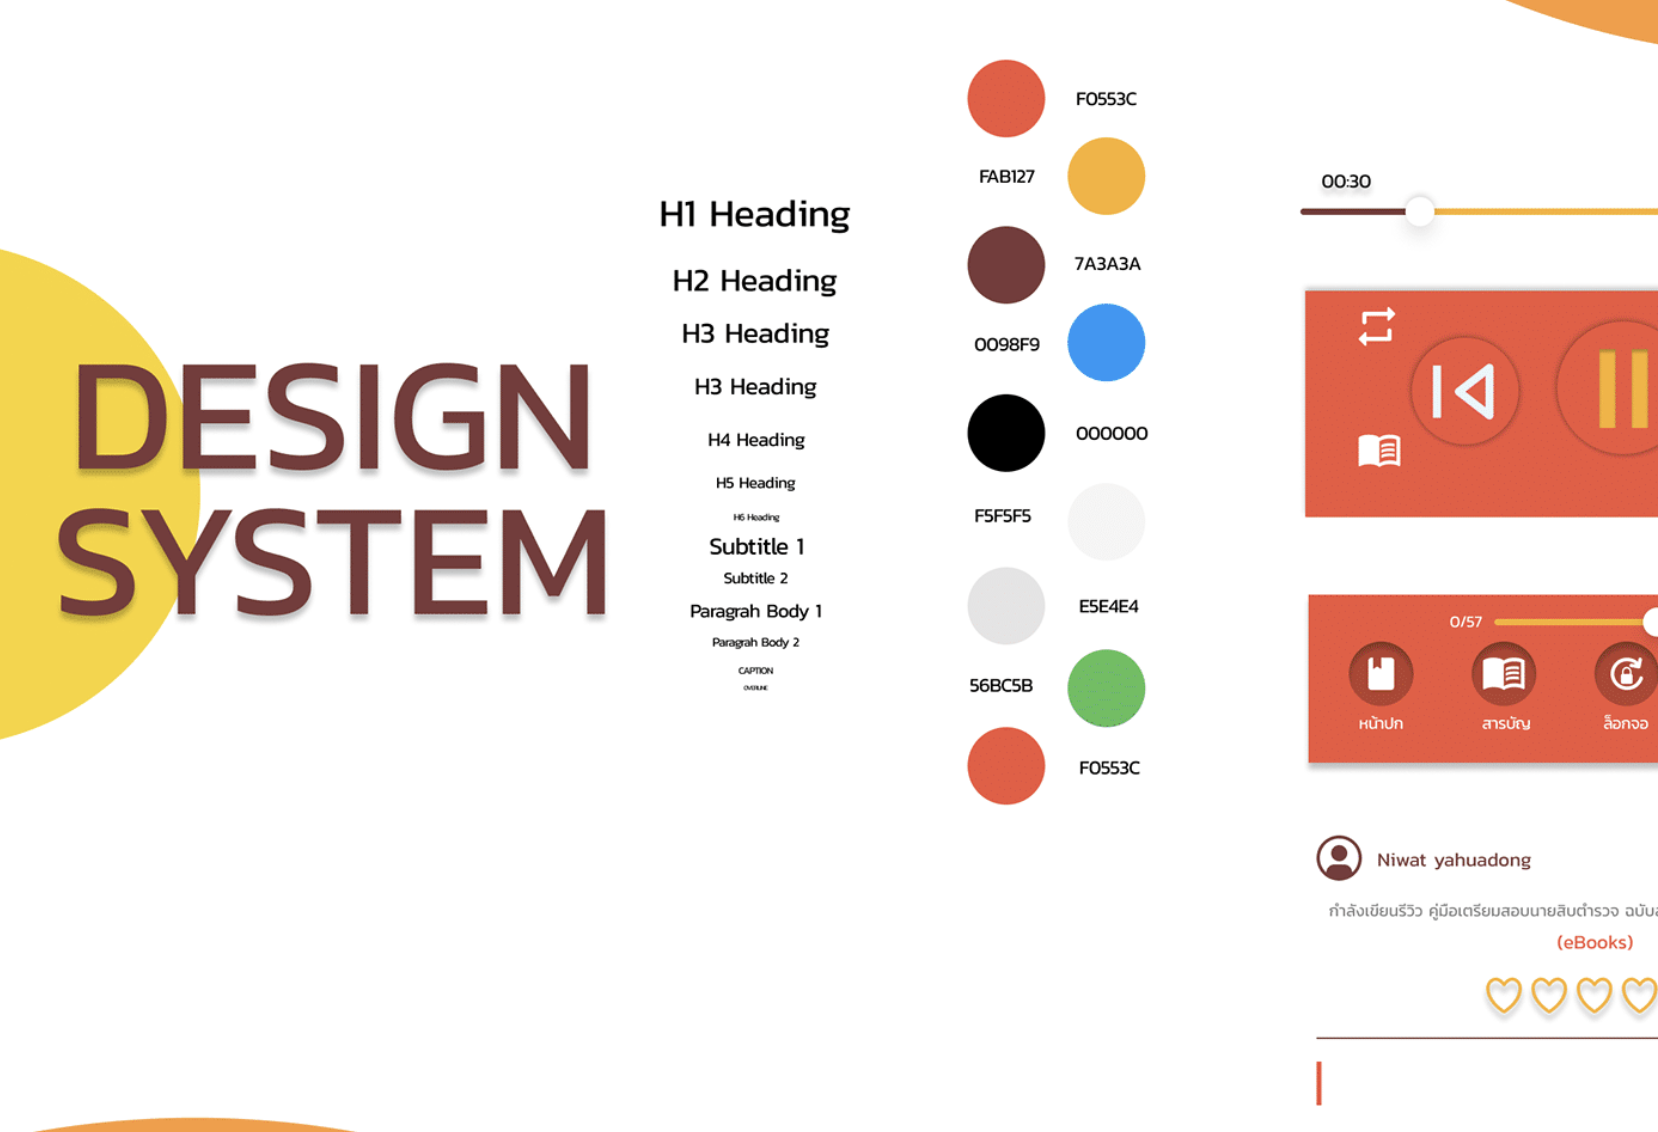 DESIGN
SYSTEM
H1 Heading
H2 Heading
H3 Heading
H3 Heading
H4 Heading
H5 Heading
H6 Heading
Subtitle 1
Subtitle 2
Paragrah Body 1
Paragrah Body 2
CAPTION
OVERLINE
F0553C
FAB127
7A3A3A
0098F9
000000
F5F5F5
E5E4E4
56BC5B
F0553C
00:30
0/57
หน้าปก สารบัญ ล็อกจอ
Niwat yahuadong
กำลังเขียนรีวิว คู่มือเตรียมสอบนายสิบตำรวจ
(eBooks)